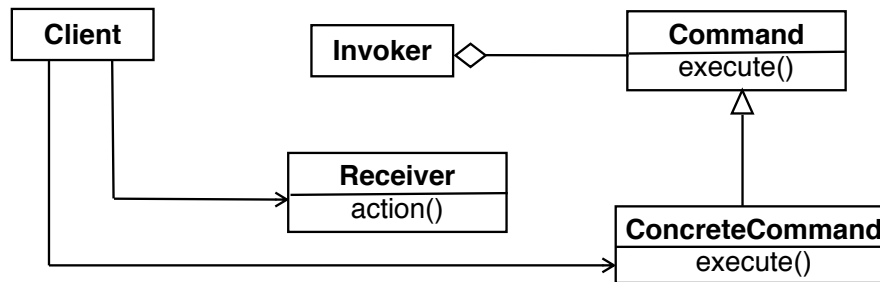 Client
Invoker
Command
execute()
Receiver
action()
ConcreteCommand
execute()